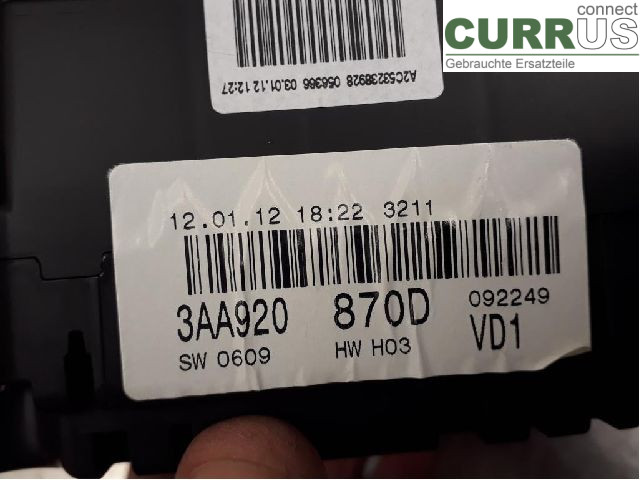 connect
CURRUS
Gebrauchte Ersatzteile
A2C53238928 056366 03.01.12 12:27
12.01.12 18:22 3211
3AA920 870D 092249
SW 0609 HW H03 VD1